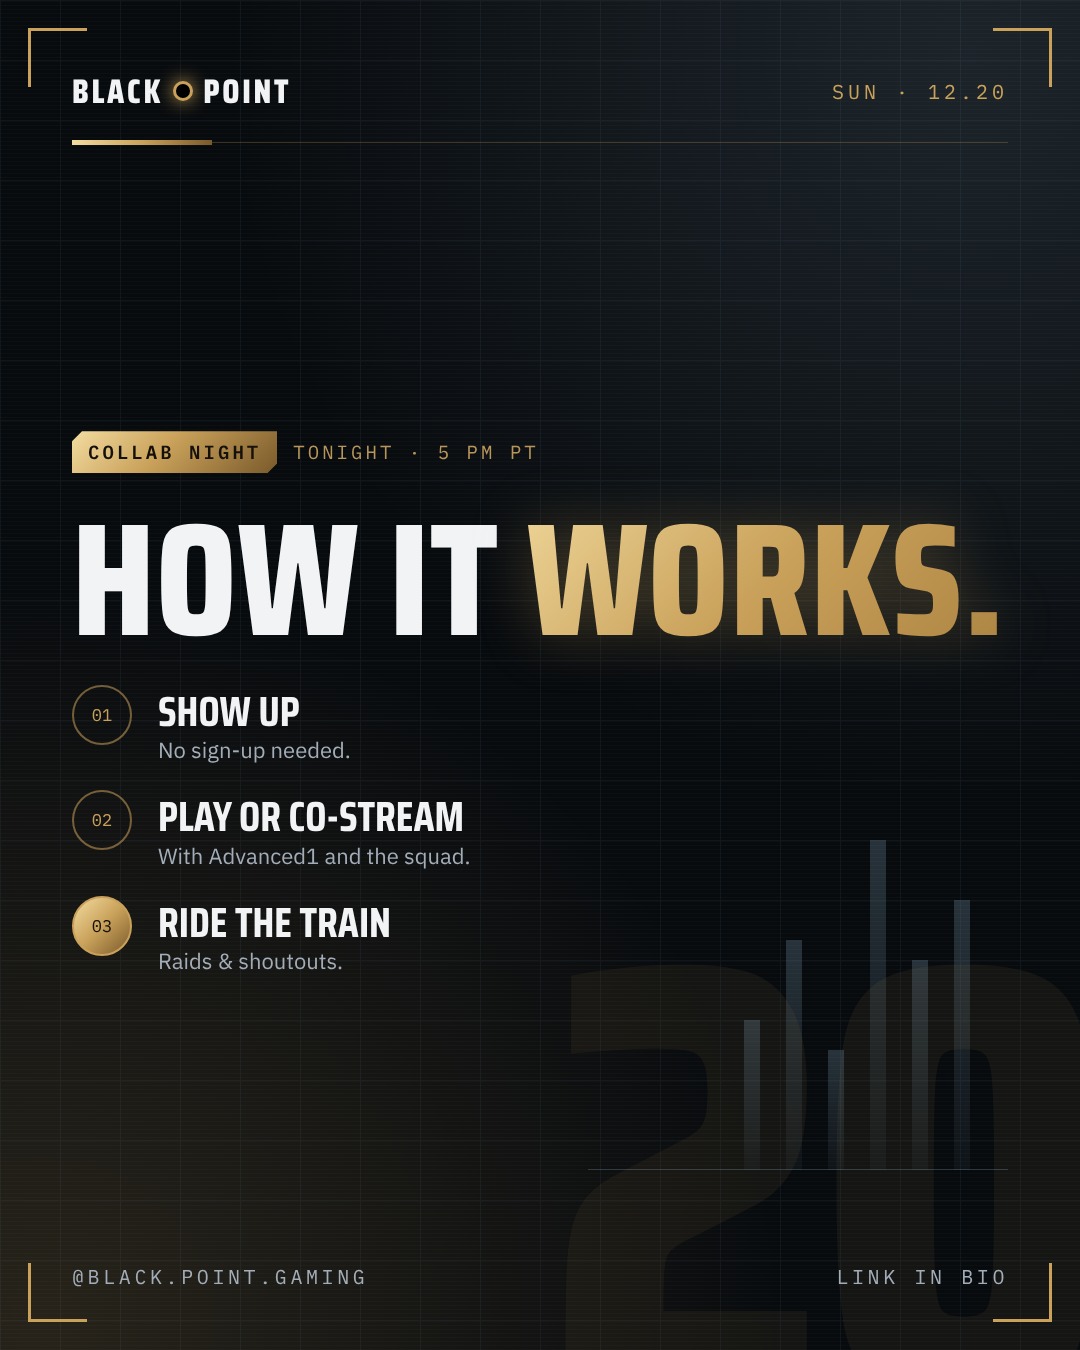 BLACK POINT
SUN · 12.20
COLLAB NIGHT TONIGHT · 5 PM PT
HOW IT WORKS.
01 SHOW UP
No sign-up needed.
02 PLAY OR CO-STREAM
With Advanced1 and the squad.
03 RIDE THE TRAIN
Raids & shoutouts.
20
@BLACK.POINT.GAMING
LINK IN BIO